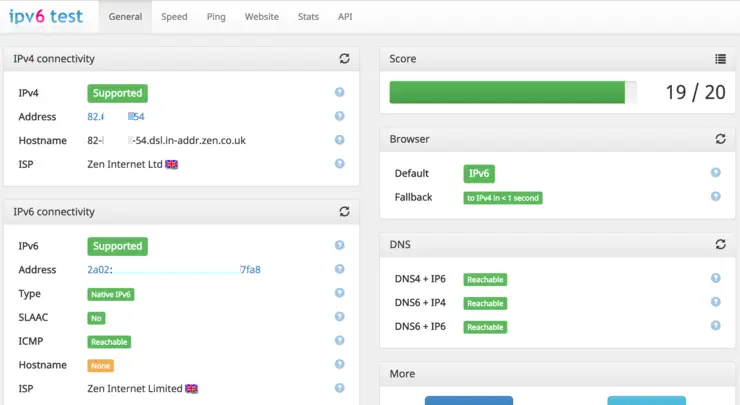 ipv6 test General Speed Ping Website Stats API
IPv4 connectivity
IPv4 Supported
Address 82. 54
Hostname 82- -54.dsl.in-addr.zen.co.uk
ISP Zen Internet Ltd
IPv6 connectivity
IPv6 Supported
Address 2a02: 7fa8
Type Native IPv6
SLAAC No
ICMP Reachable
Hostname None
ISP Zen Internet Limited
Score
19 / 20
Browser
Default IPv6
Fallback to IPv4 in < 1 second
DNS
DNS4 + IP6 Reachable
DNS6 + IP4 Reachable
DNS6 + IP6 Reachable
More